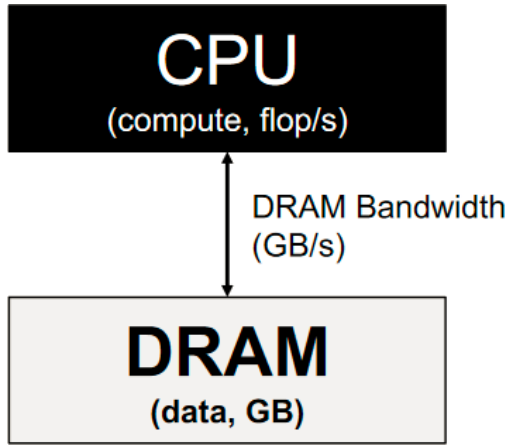 CPU
(compute, flop/s)
DRAM Bandwidth
(GB/s)
DRAM
(data, GB)